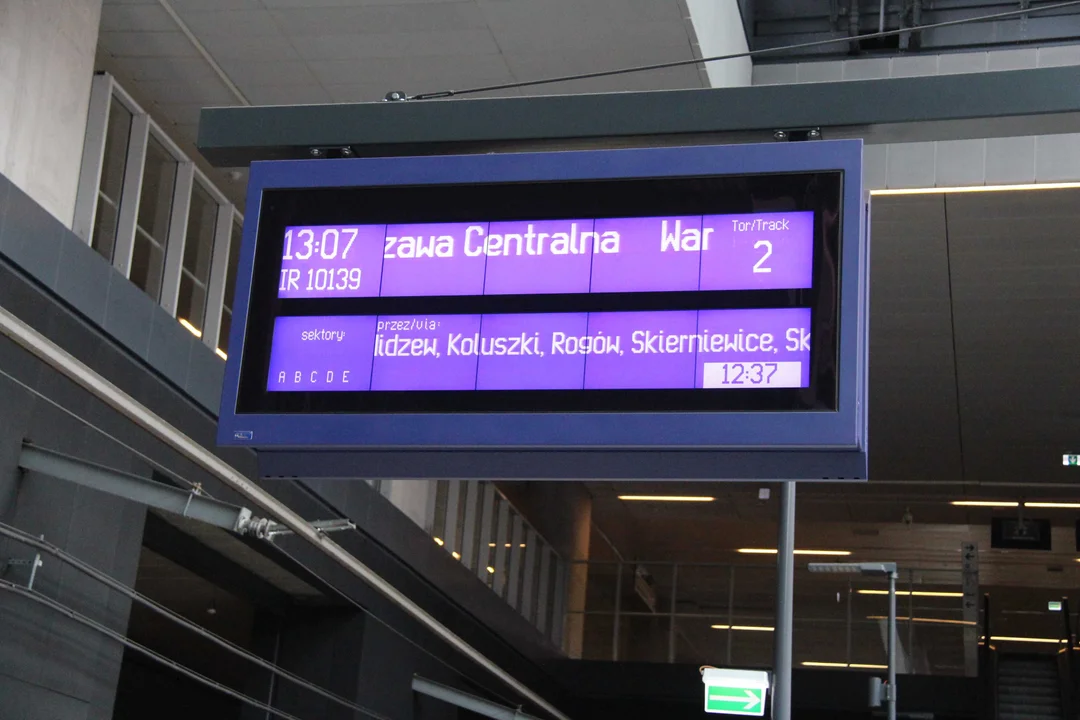 13:07
IR 10139
zawa Centralna War
Tor/Track
2
sektory:
A B C D E
przez/via:
lidzew, Koluszki, Rogów, Skierniewice, Sk
12:37